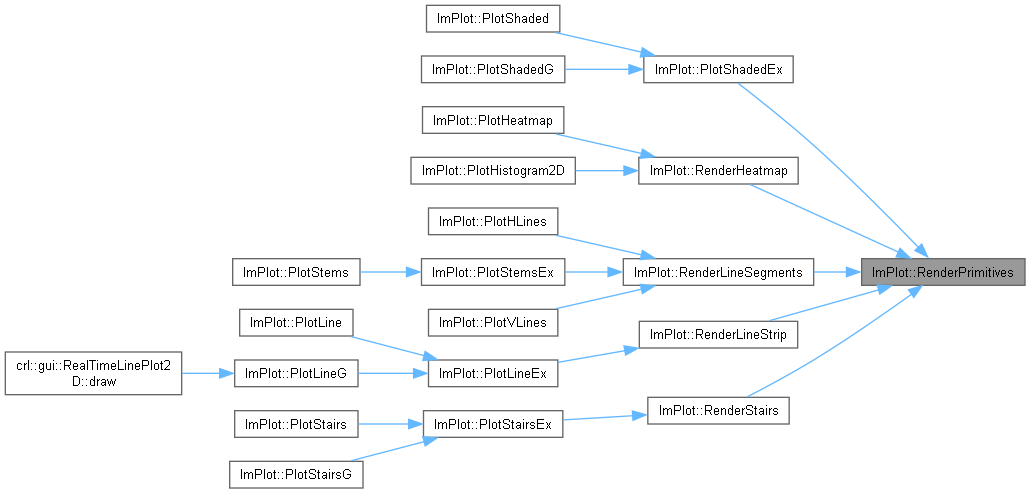 ImPlot::PlotShaded
ImPlot::PlotShadedG
ImPlot::PlotShadedEx
ImPlot::PlotHeatmap
ImPlot::PlotHistogram2D
ImPlot::RenderHeatmap
ImPlot::PlotHLines
ImPlot::PlotStems
ImPlot::PlotStemsEx
ImPlot::RenderLineSegments
ImPlot::RenderPrimitives
ImPlot::PlotLine
ImPlot::PlotVLines
ImPlot::RenderLineStrip
crl::gui::RealTimeLinePlot2
D::draw
ImPlot::PlotLineG
ImPlot::PlotLineEx
ImPlot::PlotStairs
ImPlot::PlotStairsEx
ImPlot::RenderStairs
ImPlot::PlotStairsG